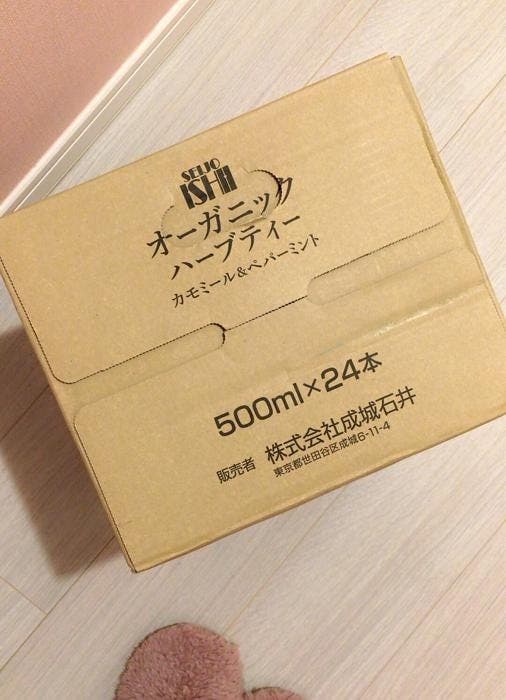 SEIJO
ISHII
オーガニック
ハーブティー
カモミール&ペパーミント
500ml×24本
販売者 株式会社成城石井
東京都世田谷区成城6-11-4